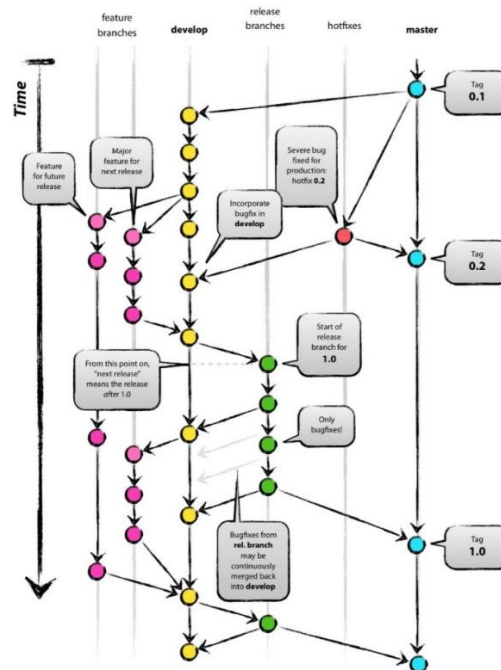 feature
branches
develop
release
branches
hotfixes
master
Time
Tag
0.1
Feature
for future
release
Major
feature for
next release
Severe bug
fixed for
production:
hotfix 0.2
Incorporate
bugfix in
develop
Tag
0.2
From this point on,
"next release"
means the release
after 1.0
Start of
release
branch for
1.0
Only
bugfixes!
Bugfixes from
rel. branch
may be
continuously
merged back
into develop
Tag
1.0